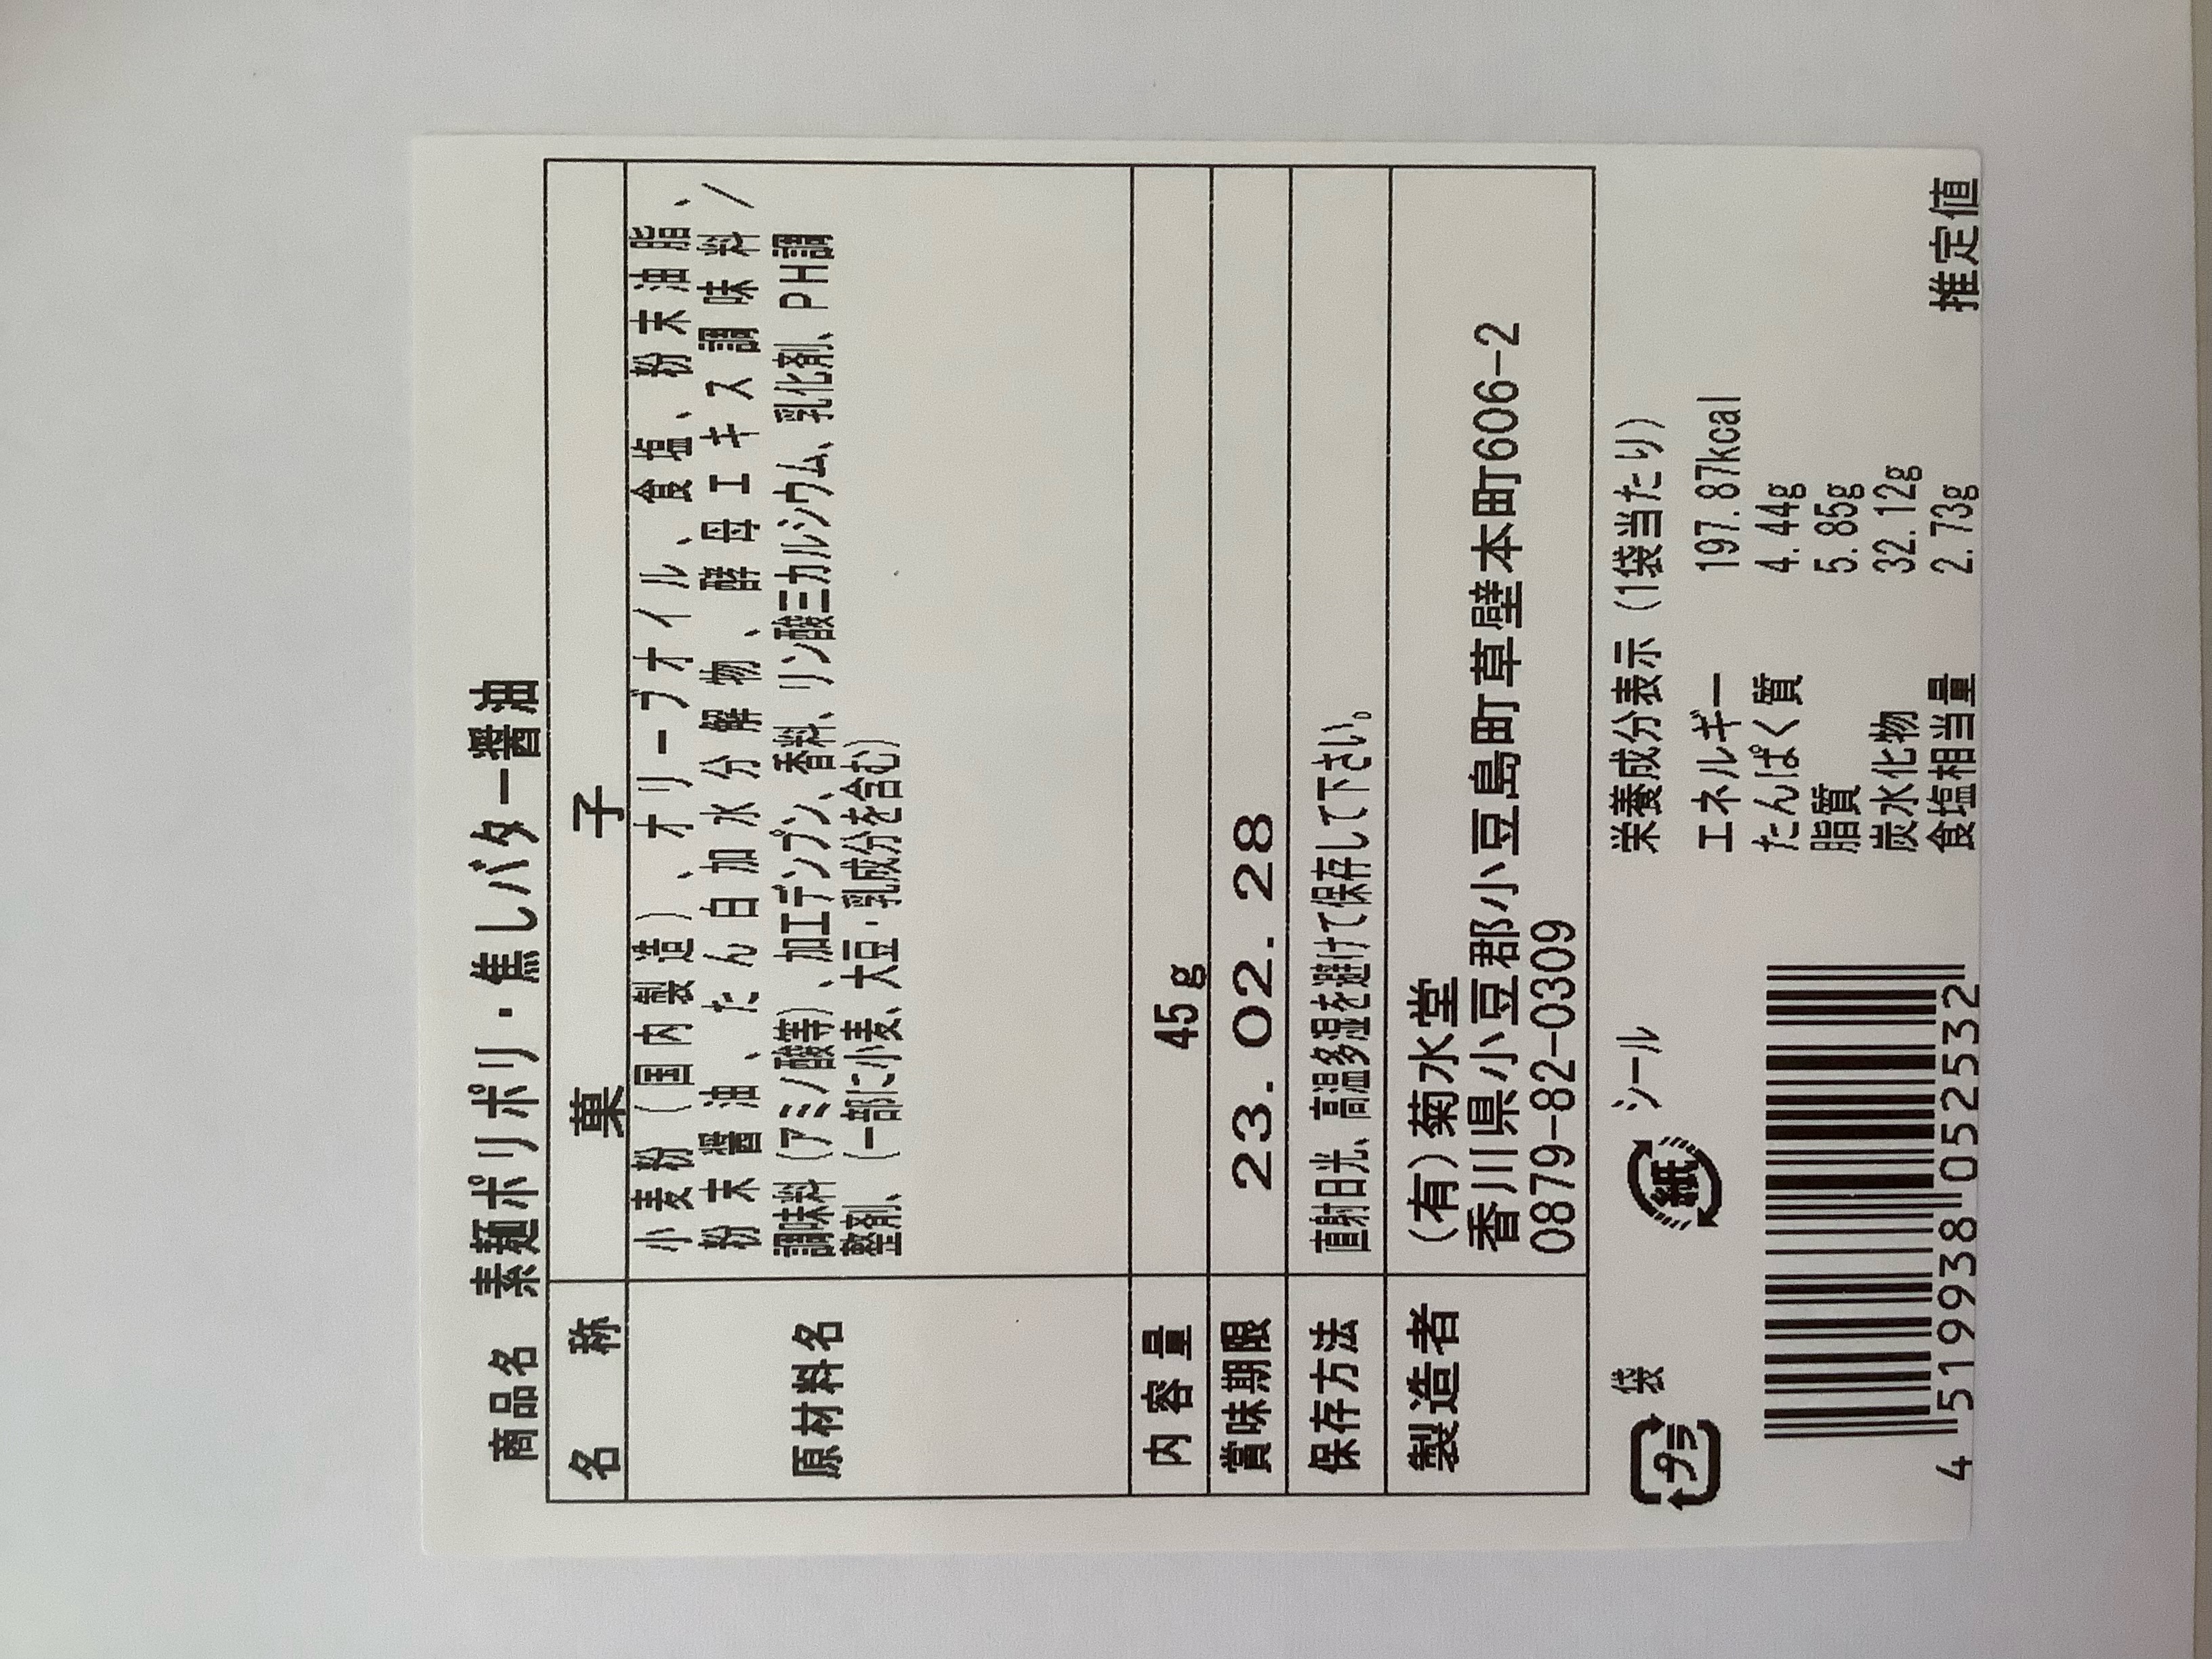 商品名 素麺ポリポリ・焦しバター醤油
名称 菓子
原材料名
小麦粉(国内製造)、オリーブオイル、食塩、粉末油脂、
粉末醤油、たん白加水分解物、酵母エキス調味料/
調味料(アミノ酸等)、加工デンプン、香料、リン酸三カルシウム、乳化剤、PH調
整剤、(一部に小麦、大豆・乳成分を含む)
内容量 45g
賞味期限 23.02.28
保存方法 直射日光、高温多湿を避けて保存して下さい。
製造者 (有)菊水堂
香川県小豆郡小豆島町草壁本町606-2
0879-82-0309
プラ 袋
紙 シール
4 519938 052532
栄養成分表示(1袋当たり)
エネルギー 197.87kcal
たんぱく質 4.44g
脂質 5.85g
炭水化物 32.12g
食塩相当量 2.73g
推定値